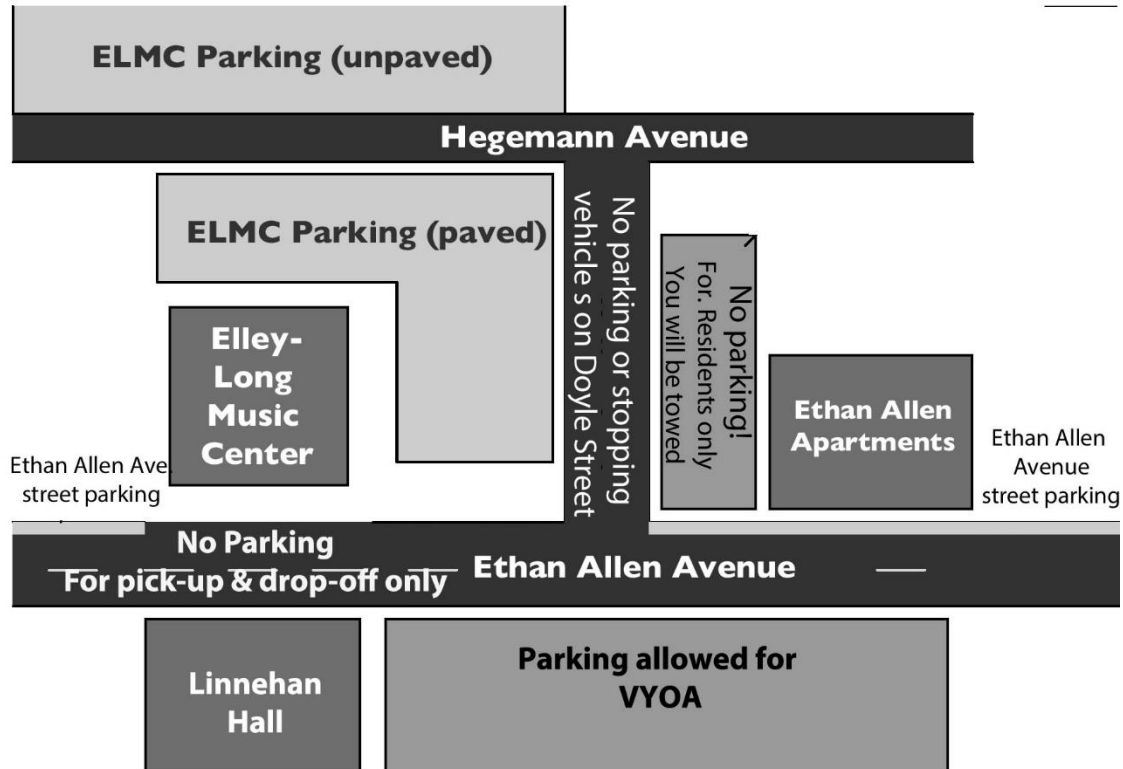 ELMC Parking (unpaved)
Hegemann Avenue
ELMC Parking (paved)
No parking or stopping
vehicle s on Doyle Street
No parking!
For. Residents only
You will be towed
Elley-
Long
Music
Center
Ethan Allen
Apartments
Ethan Allen Ave.
street parking
Ethan Allen
Avenue
street parking
No Parking
For pick-up & drop-off only
Ethan Allen Avenue
Linnehan
Hall
Parking allowed for
VYOA